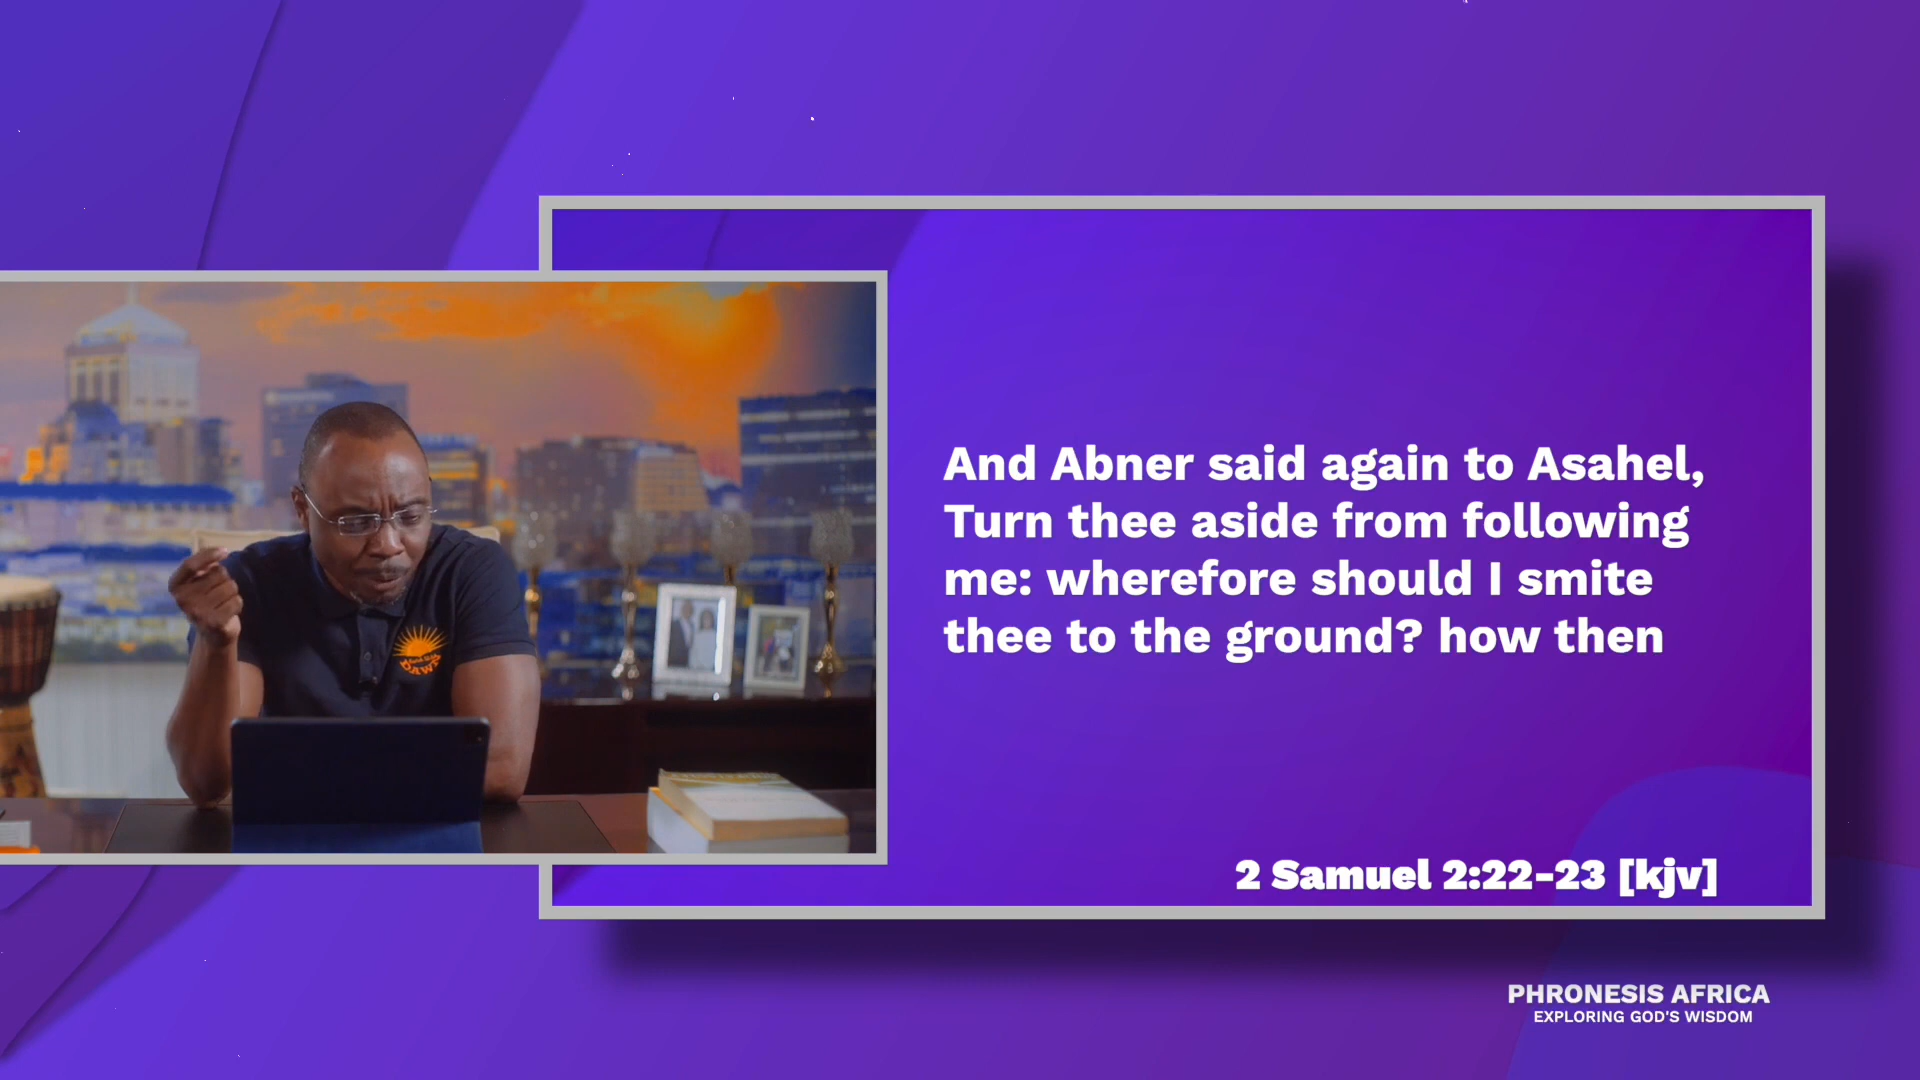 And Abner said again to Asahel,
Turn thee aside from following
me: wherefore should I smite
thee to the ground? how then
2 Samuel 2:22-23 [kjv]
PHRONESIS AFRICA
EXPLORING GOD'S WISDOM